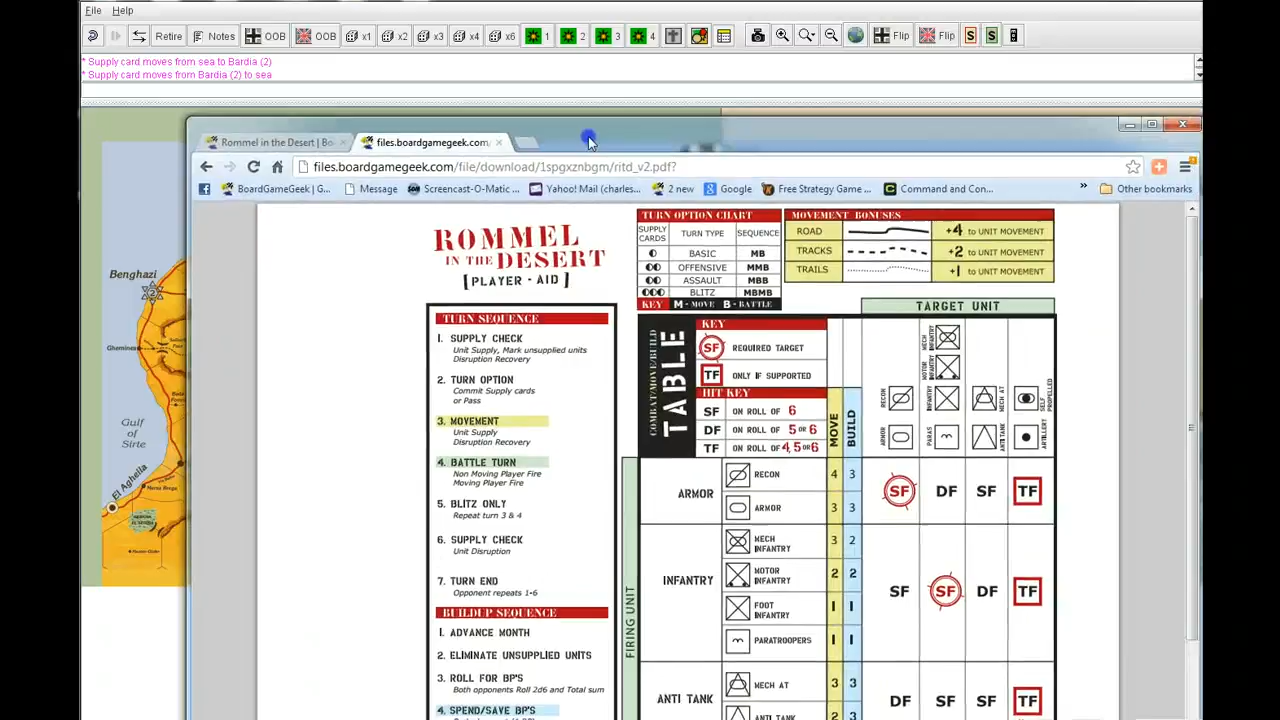 File Help
Retire Notes OOB OOB x1 x2 x3 x4 x6 1 2 3 4 Flip Flip S S
* Supply card moves from sea to Bardia (2)
* Supply card moves from Bardia (2) to sea
Rommel in the Desert | Bo
files.boardgamegeek.com/
files.boardgamegeek.com/file/download/1spgxznbgm/ritd_v2.pdf?
BoardGameGeek | G... Message Screencast-O-Matic ... Yahoo! Mail (charles... 2 new Google Free Strategy Game ... Command and Con... » Other bookmarks
Benghazi
Ghemines
Gulf
of
Sirte
El Agheila
ROMMEL
IN THE DESERT
[PLAYER - AID]
TURN SEQUENCE
1. SUPPLY CHECK
Unit Supply, Mark unsupplied units
Disruption Recovery
2. TURN OPTION
Commit Supply cards
or Pass
3. MOVEMENT
Unit Supply
Disruption Recovery
4. BATTLE TURN
Non Moving Player Fire
Moving Player Fire
5. BLITZ ONLY
Repeat turn 3 & 4
6. SUPPLY CHECK
Unit Disruption
7. TURN END
Opponent repeats 1-6
BUILDUP SEQUENCE
1. ADVANCE MONTH
2. ELIMINATE UNSUPPLIED UNITS
3. ROLL FOR BP'S
Both opponents Roll 2d6 and Total sum
4. SPEND/SAVE BP'S
TURN OPTION CHART
SUPPLY CARDS TURN TYPE SEQUENCE
BASIC MB
OFFENSIVE MMB
ASSAULT MBB
BLITZ MBMB
KEY M - MOVE B - BATTLE
MOVEMENT BONUSES
ROAD +4 to UNIT MOVEMENT
TRACKS +2 to UNIT MOVEMENT
TRAILS +1 to UNIT MOVEMENT
TARGET UNIT
COMBAT/MOVE/BUILD
TABLE
KEY
SF REQUIRED TARGET
TF ONLY IF SUPPORTED
HIT KEY
SF ON ROLL OF 6
DF ON ROLL OF 5 OR 6
TF ON ROLL OF 4, 5 OR 6
MOVE BUILD
RECON MECH INFANTRY MOTOR INFANTRY INFANTRY MECH AT SELF PROPELLED
ARMOR PARAS ANTI TANK ARTILLERY
FIRING UNIT
ARMOR
RECON 4 3
ARMOR 3 3
SF DF SF TF
INFANTRY
MECH INFANTRY 3 2
MOTOR INFANTRY 2 2
FOOT INFANTRY 1 1
PARATROOPERS 1 1
SF SF DF TF
ANTI TANK
MECH AT 3 3
ANTI TANK 2
DF SF SF TF